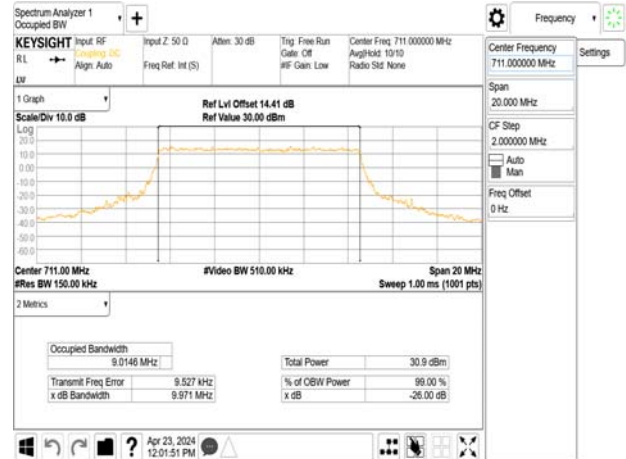 Spectrum Analyzer 1
Occupied BW
Frequency
KEYSIGHT
Input: RF
Coupling: DC
Align: Auto
Input Z: 50 Ω
Freq Ref: Int (S)
Atten: 30 dB
Trig: Free Run
Gate: Off
#IF Gain: Low
Center Freq: 711.000000 MHz
Avg|Hold: 10/10
Radio Std: None
RL
LXI
Center Frequency
711.000000 MHz
Settings
Span
20.000 MHz
CF Step
2.000000 MHz
Auto
Man
Freq Offset
0 Hz
1 Graph
Scale/Div 10.0 dB
Ref Lvl Offset 14.41 dB
Ref Value 30.00 dBm
Log
20.0
10.0
0.00
-10.0
-20.0
-30.0
-40.0
-50.0
-60.0
Center 711.00 MHz
#Video BW 510.00 kHz
Span 20 MHz
#Res BW 150.00 kHz
Sweep 1.00 ms (1001 pts)
2 Metrics
Occupied Bandwidth
9.0146 MHz
Total Power 30.9 dBm
Transmit Freq Error 9.527 kHz
% of OBW Power 99.00 %
x dB Bandwidth 9.971 MHz
x dB -26.00 dB
?
Apr 23, 2024
12:01:51 PM